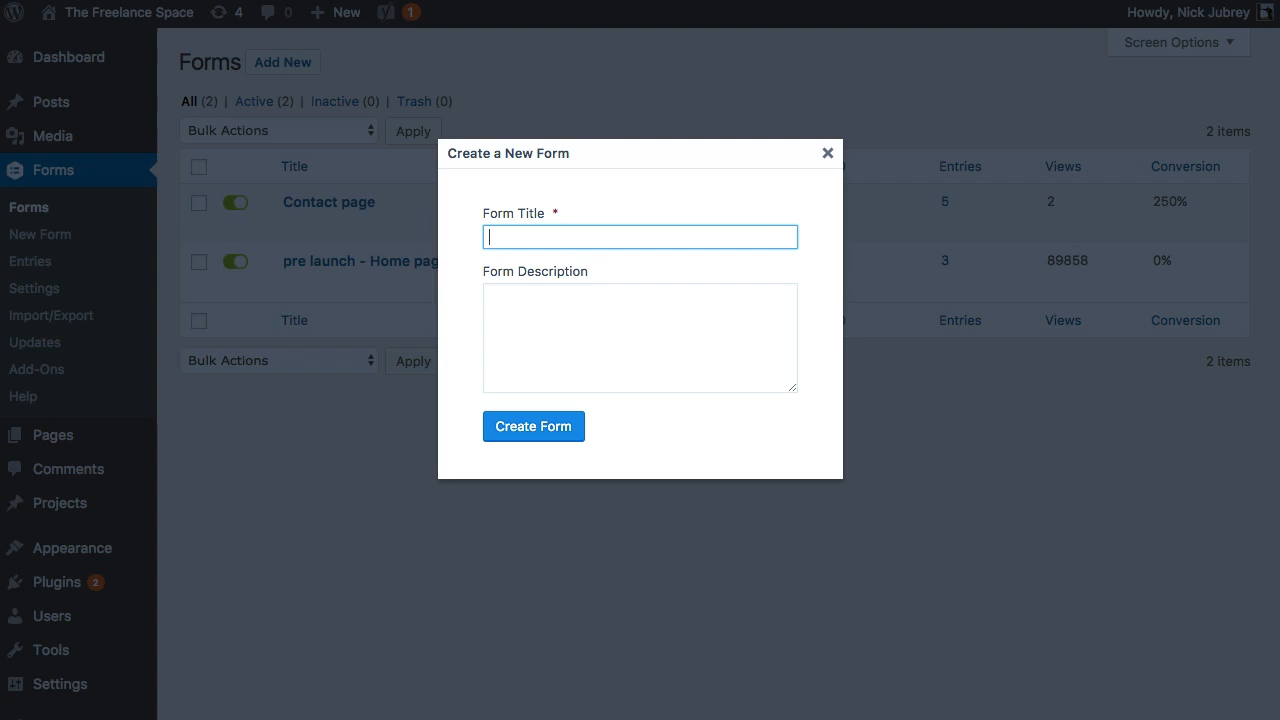 The Freelance Space 4 0 New 1 Howdy, Nick Jubrey
Screen Options
Dashboard
Posts
Media
Forms
Forms
New Form
Entries
Settings
Import/Export
Updates
Add-Ons
Help
Pages
Comments
Projects
Appearance
Plugins 2
Users
Tools
Settings
Forms Add New
All (2) | Active (2) | Inactive (0) | Trash (0)
Bulk Actions Apply 2 items
Title Entries Views Conversion
Contact page 5 2 250%
pre launch - Home pag 3 89858 0%
Title Entries Views Conversion
Bulk Actions Apply 2 items
Create a New Form
Form Title *
Form Description
Create Form